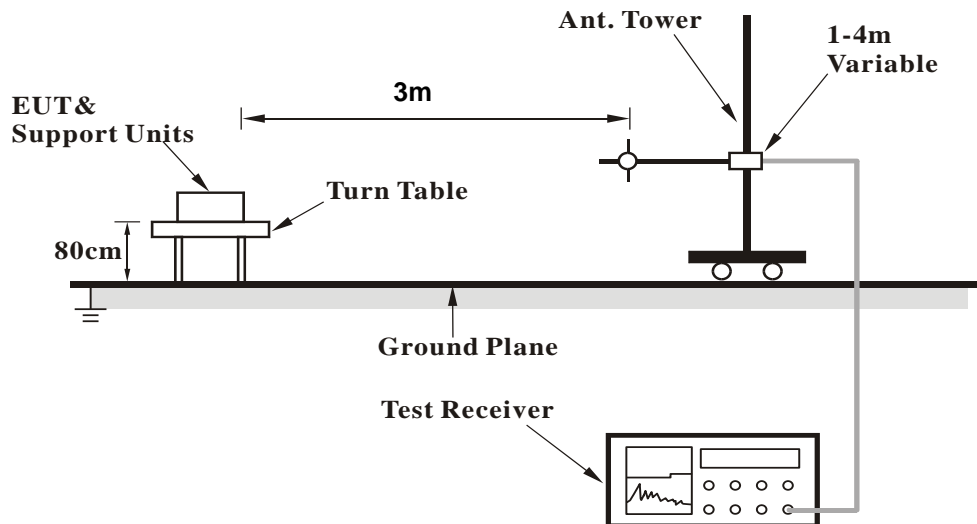 Ant. Tower
1-4m
Variable
3m
EUT&
Support Units
Turn Table
80cm
Ground Plane
Test Receiver